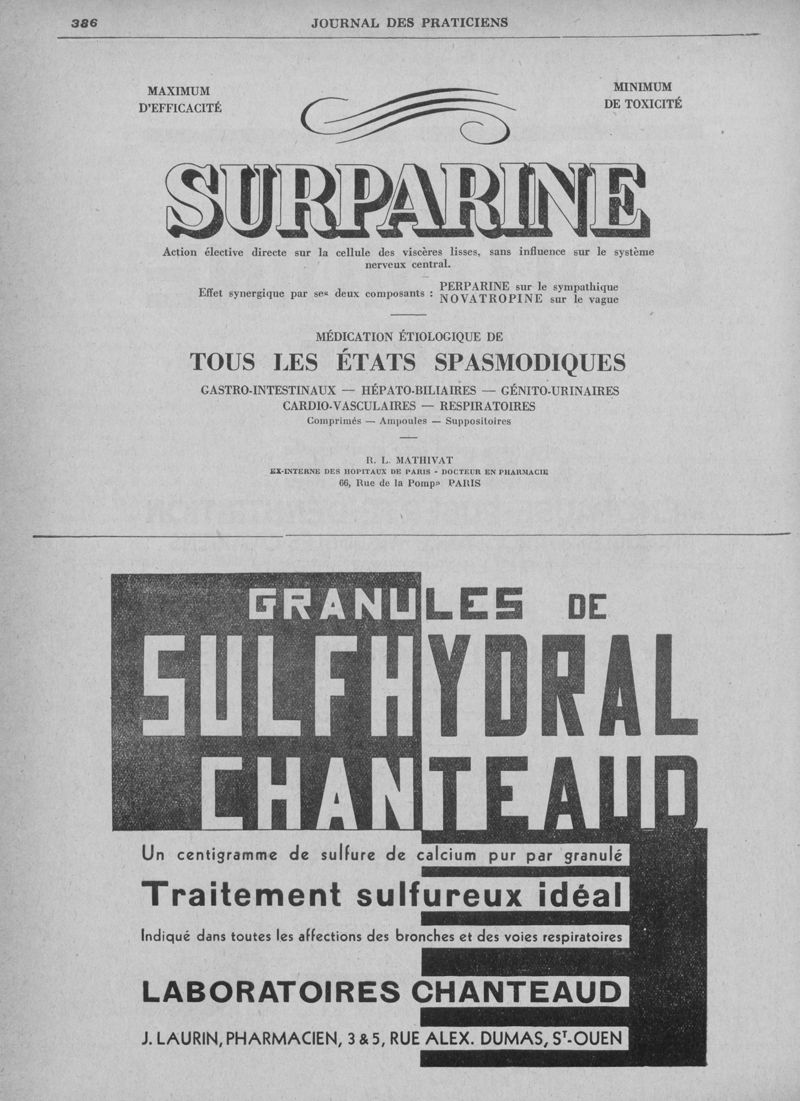 386
JOURNAL DES PRATICIENS
MAXIMUM
D'EFFICACITÉ
MINIMUM
DE TOXICITÉ
SURPARINE
Action élective directe sur la cellule des viscères lisses, sans influence sur le système
nerveux central.
Effet synergique par ses deux composants :
PERPARINE sur le sympathique
NOVATROPINE sur le vague
MÉDICATION ÉTIOLOGIQUE DE
TOUS LES ÉTATS SPASMODIQUES
GASTRO-INTESTINAUX — HÉPATO-BILIAIRES — GÉNITO-URINAIRES
CARDIO-VASCULAIRES — RESPIRATOIRES
Comprimés — Ampoules — Suppositoires
R. L. MATHIVAT
EX-INTERNE DES HOPITAUX DE PARIS - DOCTEUR EN PHARMACIE
66, Rue de la Pompe PARIS
GRANULES DE
SULFHYDRAL
CHANTEAUD
Un centigramme de sulfure de calcium pur par granulé
Traitement sulfureux idéal
Indiqué dans toutes les affections des bronches et des voies respiratoires
LABORATOIRES CHANTEAUD
J. LAURIN, PHARMACIEN, 3 & 5, RUE ALEX. DUMAS, ST-OUEN